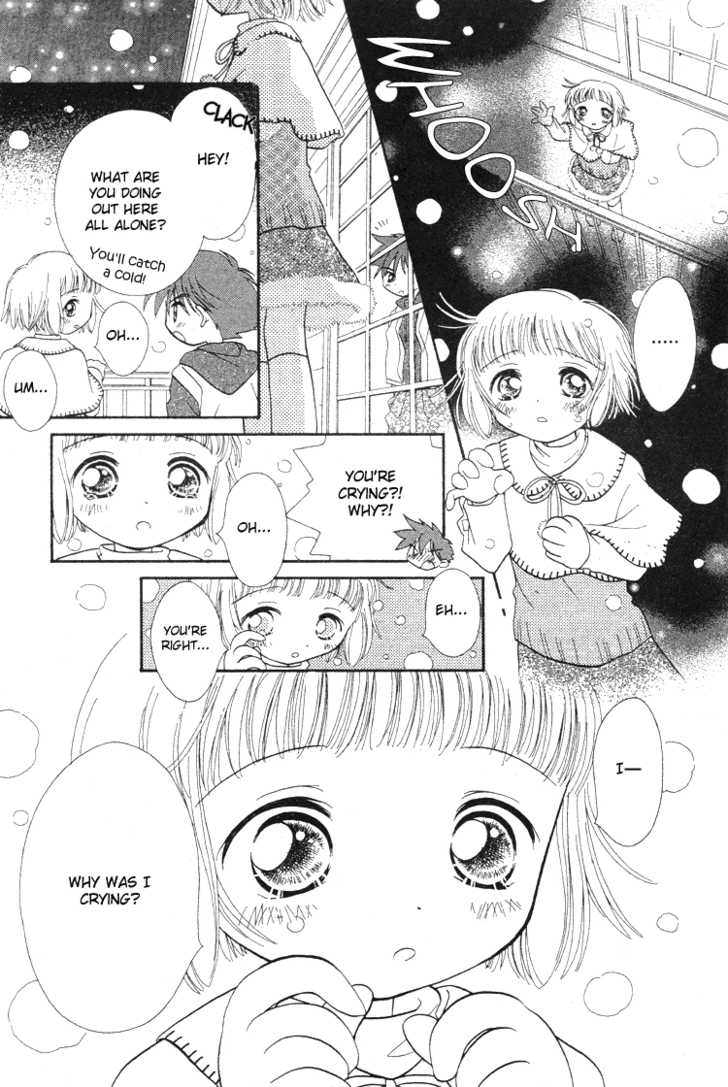 WHOOSH
.....
CLACK
HEY!
WHAT ARE
YOU DOING
OUT HERE
ALL ALONE?
You'll catch
a cold!
OH...
UM...
YOU'RE
CRYING?!
WHY?!
OH...
EH...
YOU'RE
RIGHT...
I—
WHY WAS I
CRYING?